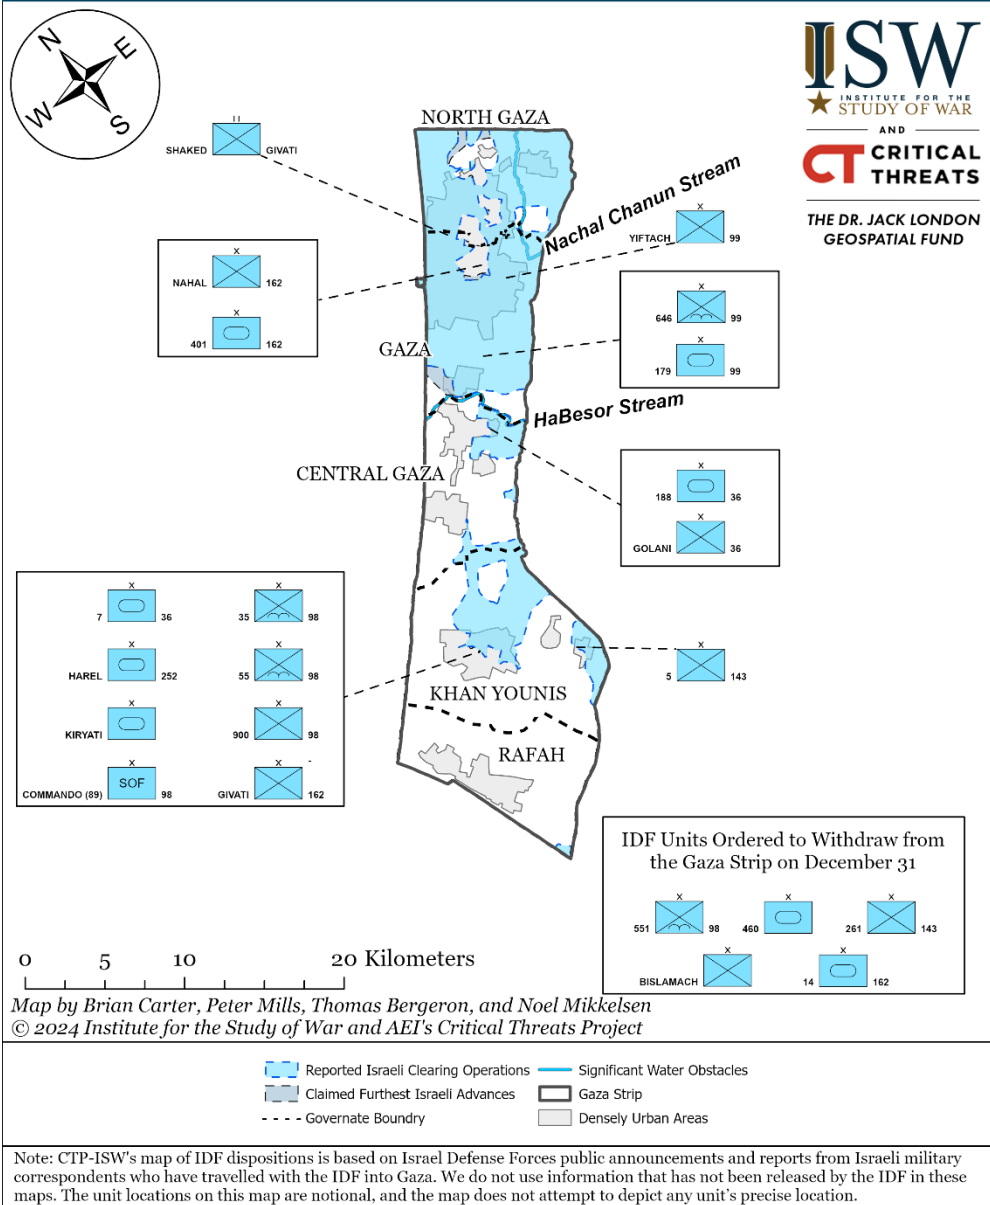 N
E
W
S
ISW
INSTITUTE FOR THE
STUDY OF WAR
AND
CT CRITICAL
THREATS
THE DR. JACK LONDON
GEOSPATIAL FUND
NORTH GAZA
II
SHAKED GIVATI
Nachal Chanun Stream
X
YIFTACH 99
X
NAHAL 162
X
401 162
X
646 99
X
179 99
GAZA
HaBesor Stream
CENTRAL GAZA
X
188 36
X
GOLANI 36
X
7 36
X
35 98
X
HAREL 252
X
55 98
X
KIRYATI
X
900 98
X
SOF
COMMANDO (89) 98
X -
GIVATI 162
X
5 143
KHAN YOUNIS
RAFAH
IDF Units Ordered to Withdraw from
the Gaza Strip on December 31
X
551 98
X
460
X
261 143
X
BISLAMACH
X
14 162
0 5 10 20 Kilometers
Map by Brian Carter, Peter Mills, Thomas Bergeron, and Noel Mikkelsen
© 2024 Institute for the Study of War and AEI's Critical Threats Project
Reported Israeli Clearing Operations
Claimed Furthest Israeli Advances
Governate Boundry
Significant Water Obstacles
Gaza Strip
Densely Urban Areas
Note: CTP-ISW's map of IDF dispositions is based on Israel Defense Forces public announcements and reports from Israeli military
correspondents who have travelled with the IDF into Gaza. We do not use information that has not been released by the IDF in these
maps. The unit locations on this map are notional, and the map does not attempt to depict any unit's precise location.